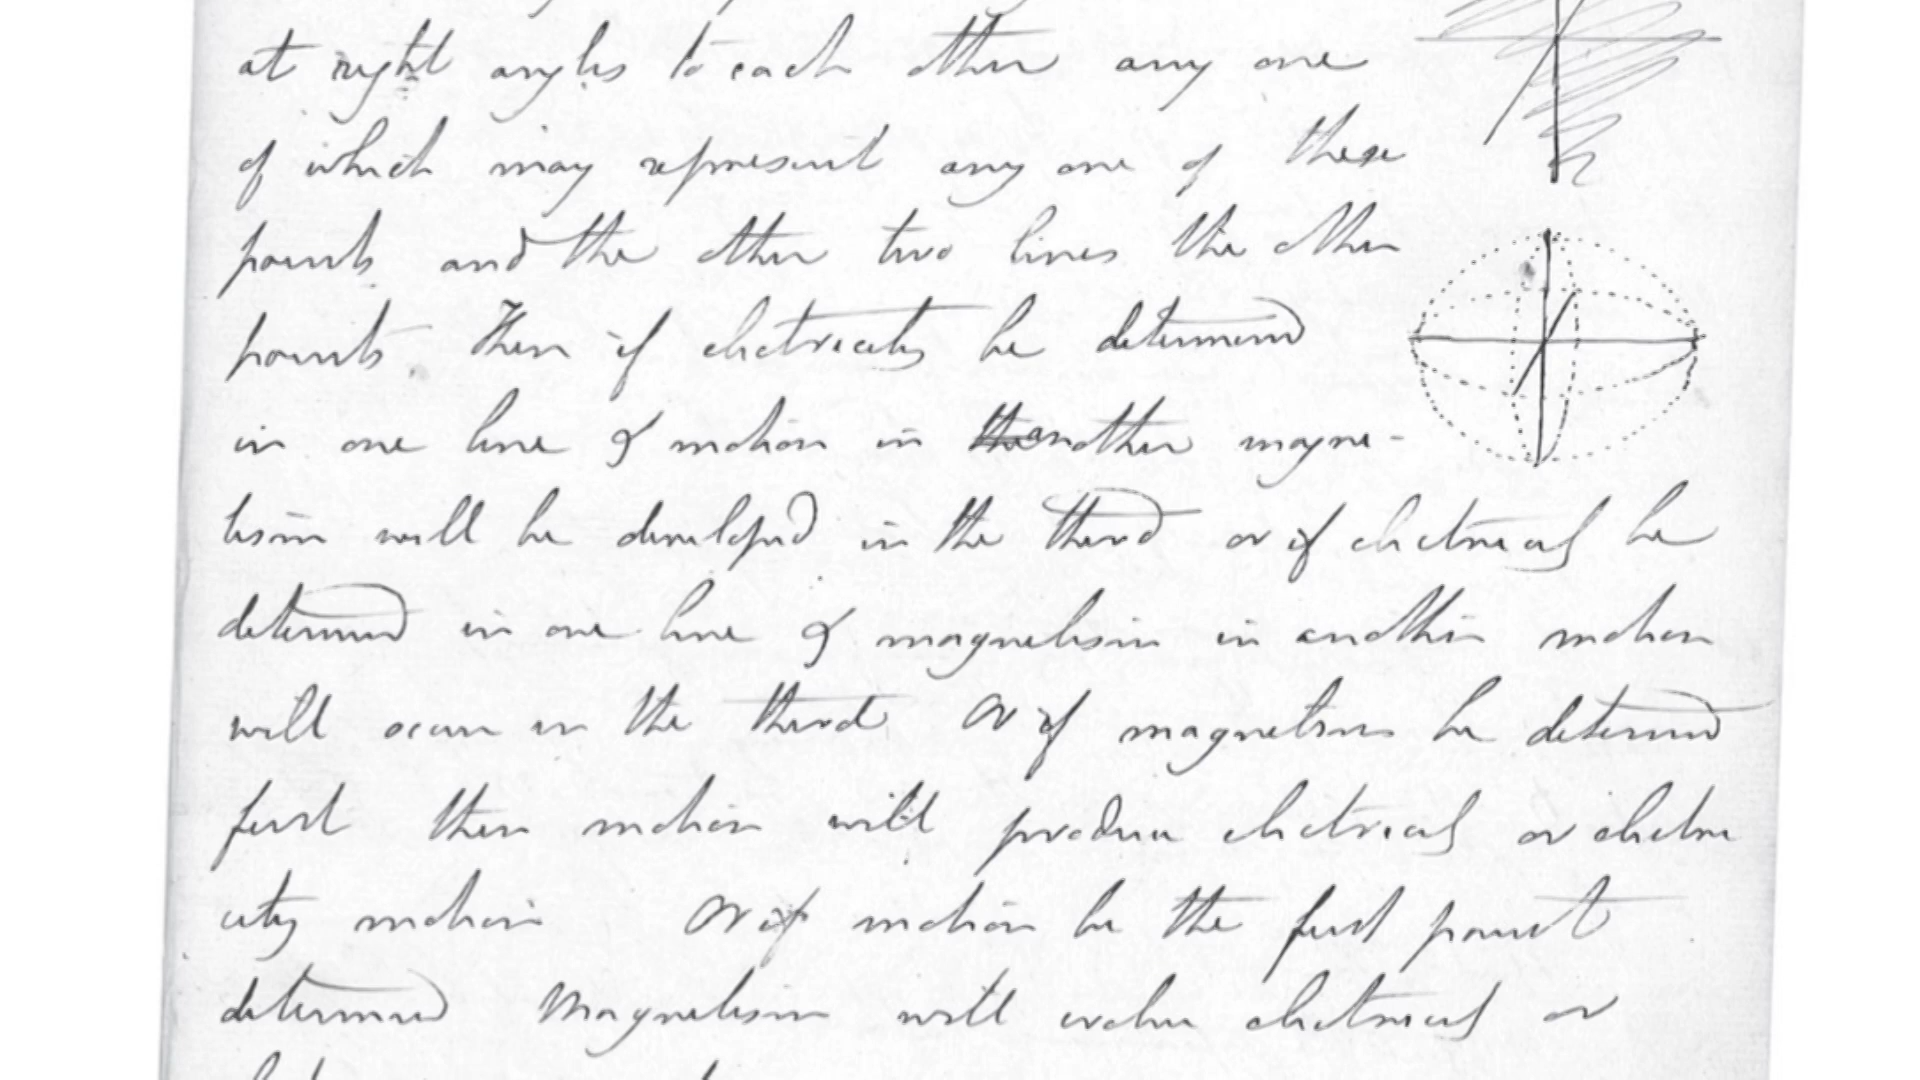 at right angles to each other any one
of which may represent any one of these
points and the other two lines the other
points. Then if electricity be determined
in one line & motion in the another magne-
tism will be developed in the third or if electricity be
determined in one line & magnetism in another motion
will occur in the third Or if magnetism be determined
first then motion will produce electricity or electri
city motion Or if motion be the first point
determined Magnetism will evolve electricity or